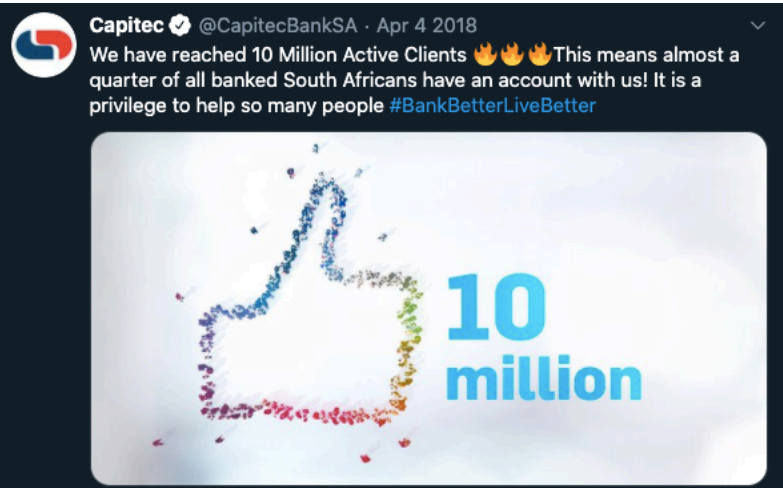 Capitec @CapitecBankSA · Apr 4 2018
We have reached 10 Million Active Clients 🔥🔥🔥This means almost a
quarter of all banked South Africans have an account with us! It is a
privilege to help so many people #BankBetterLiveBetter
10
million